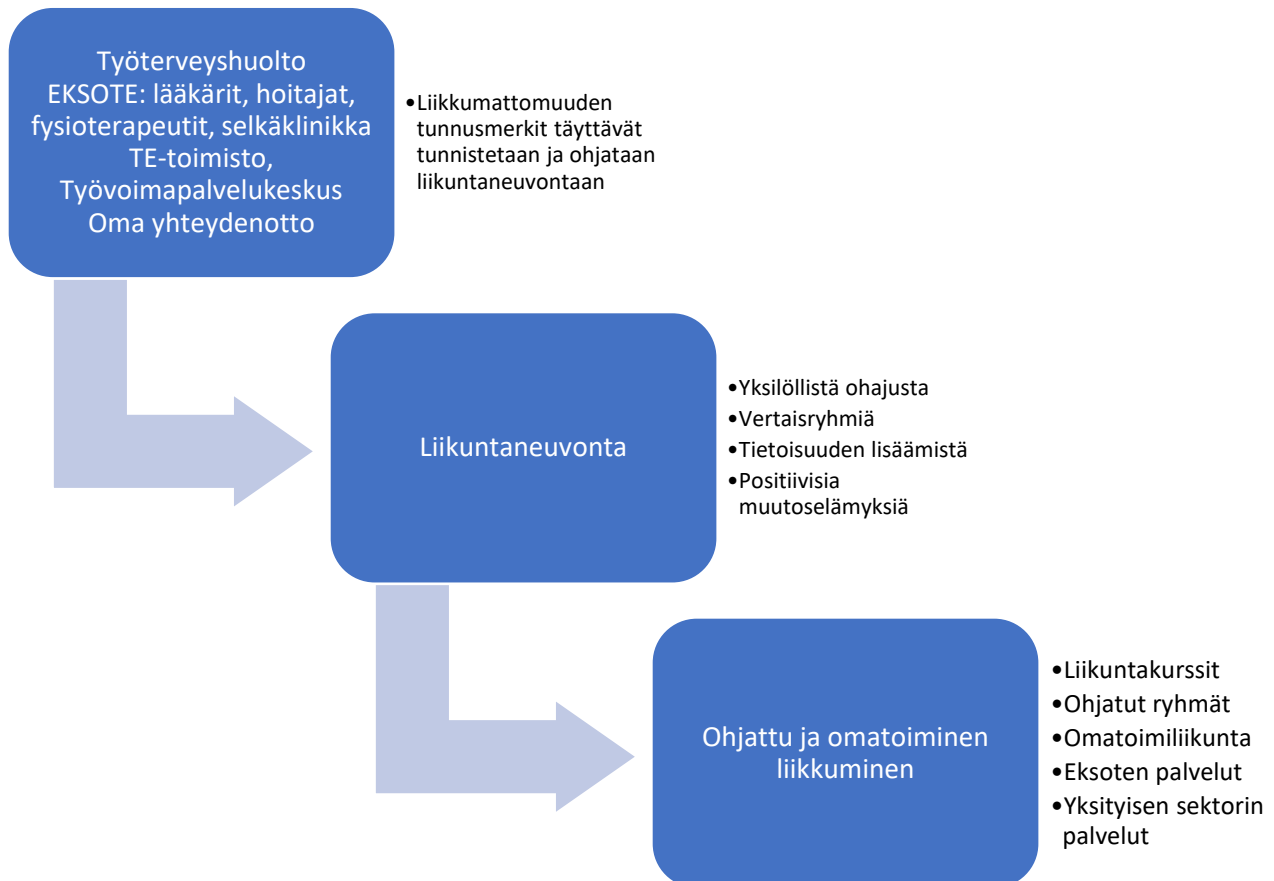 Työterveyshuolto
EKSOTE: lääkärit, hoitajat,
fysioterapeutit, selkäklinikka
TE-toimisto,
Työvoimapalvelukeskus
Oma yhteydenotto
•Liikkumattomuuden
tunnusmerkit täyttävät
tunnistetaan ja ohjataan
liikuntaneuvontaan
Liikuntaneuvonta
•Yksilöllistä ohajusta
•Vertaisryhmiä
•Tietoisuuden lisäämistä
•Positiivisia
muutoselämyksiä
Ohjattu ja omatoiminen
liikkuminen
•Liikuntakurssit
•Ohjatut ryhmät
•Omatoimiliikunta
•Eksoten palvelut
•Yksityisen sektorin
palvelut